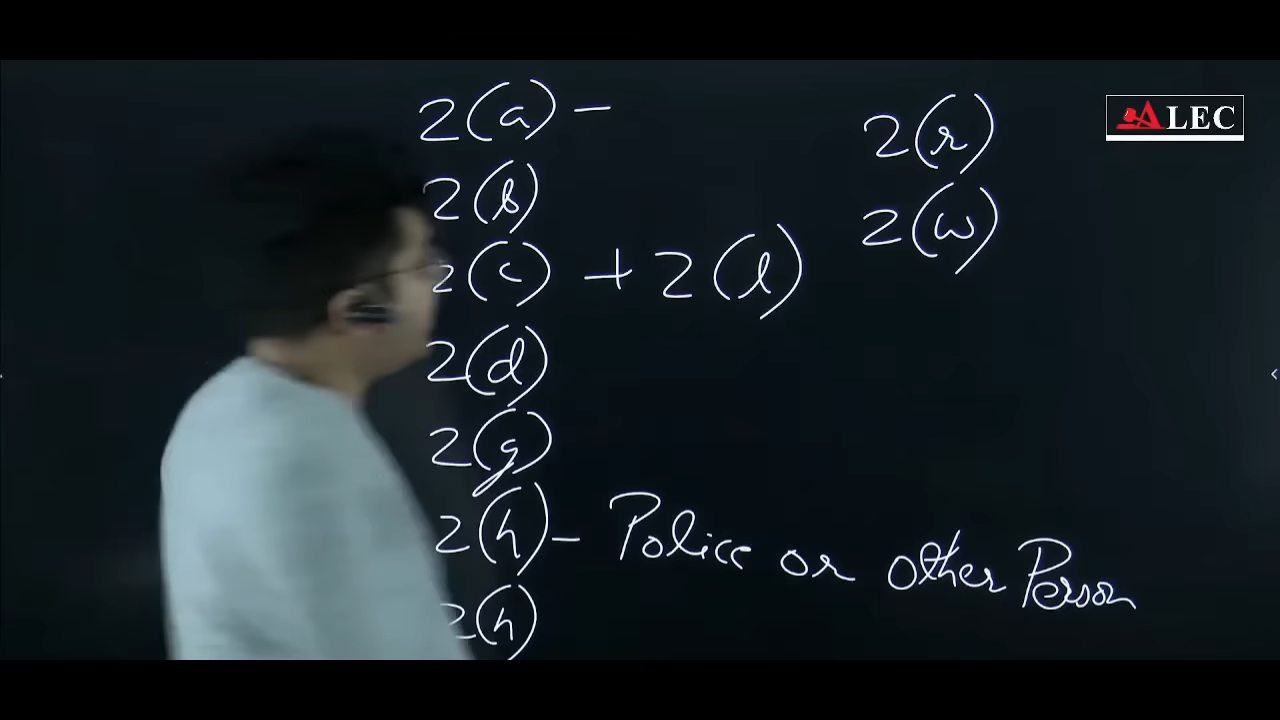 2(a) -
2(b)
2(c) + 2(l)
2(d)
2(g)
2(h) - Police or other Person
2(h)
2(r)
2(w)
ALEC